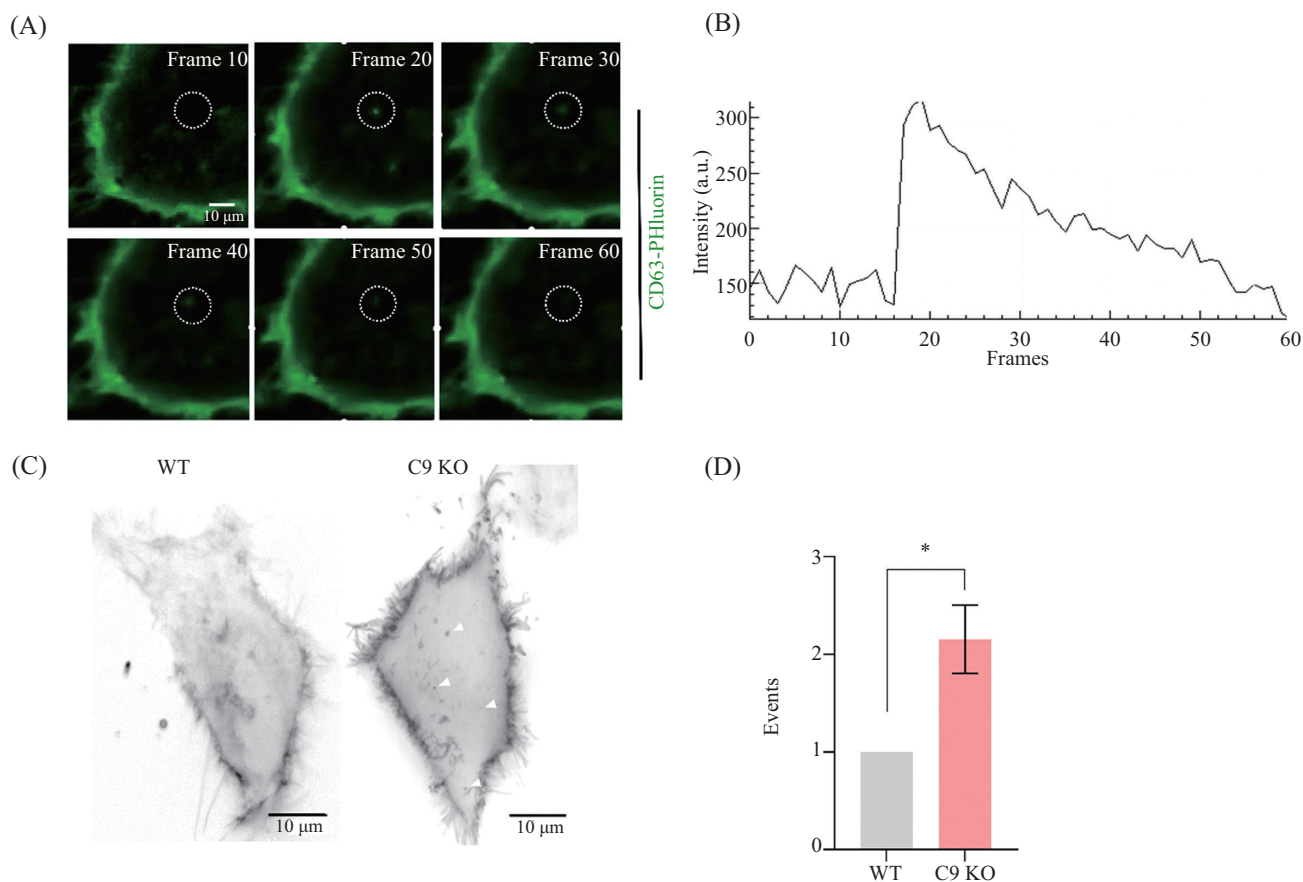 (A)
Frame 10
Frame 20
Frame 30
10 μm
Frame 40
Frame 50
Frame 60
CD63-PHluorin
(B)
300
250
200
150
Intensity (a.u.)
0 10 20 30 40 50 60
Frames
(C)
WT
C9 KO
10 μm
10 μm
(D)
*
3
2
1
0
Events
WT
C9 KO